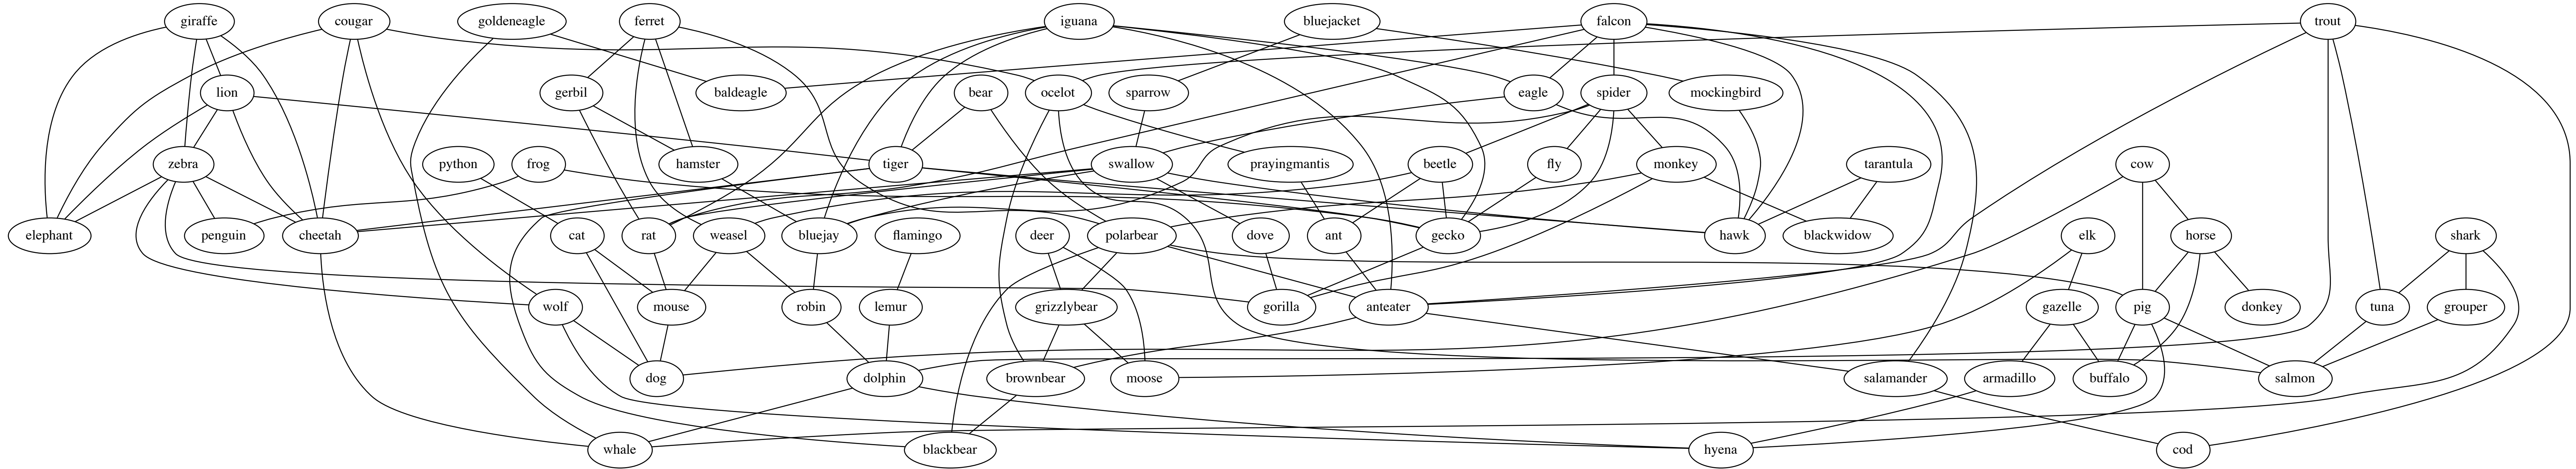 giraffe cougar goldeneagle ferret iguana bluejacket falcon trout
lion gerbil baldeagle bear ocelot sparrow eagle spider mockingbird
zebra python frog hamster tiger swallow prayingmantis beetle fly monkey tarantula cow
elephant penguin cheetah cat rat weasel bluejay flamingo deer polarbear dove ant gecko hawk blackwidow elk horse shark
wolf mouse robin lemur grizzlybear gorilla anteater gazelle pig donkey tuna grouper
dog dolphin brownbear moose salamander armadillo buffalo salmon
whale blackbear hyena cod